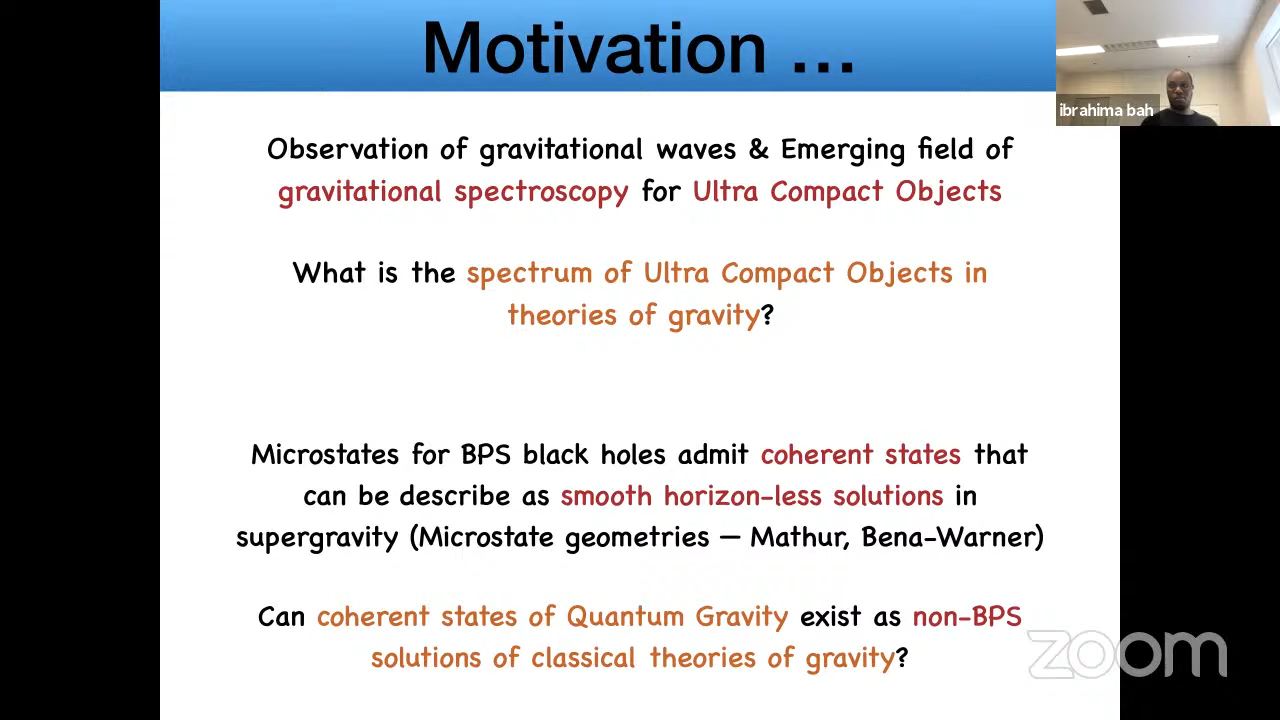 Motivation ...
ibrahima bah
Observation of gravitational waves & Emerging field of
gravitational spectroscopy for Ultra Compact Objects
What is the spectrum of Ultra Compact Objects in
theories of gravity?
Microstates for BPS black holes admit coherent states that
can be describe as smooth horizon-less solutions in
supergravity (Microstate geometries — Mathur, Bena-Warner)
Can coherent states of Quantum Gravity exist as non-BPS
solutions of classical theories of gravity?
zoom